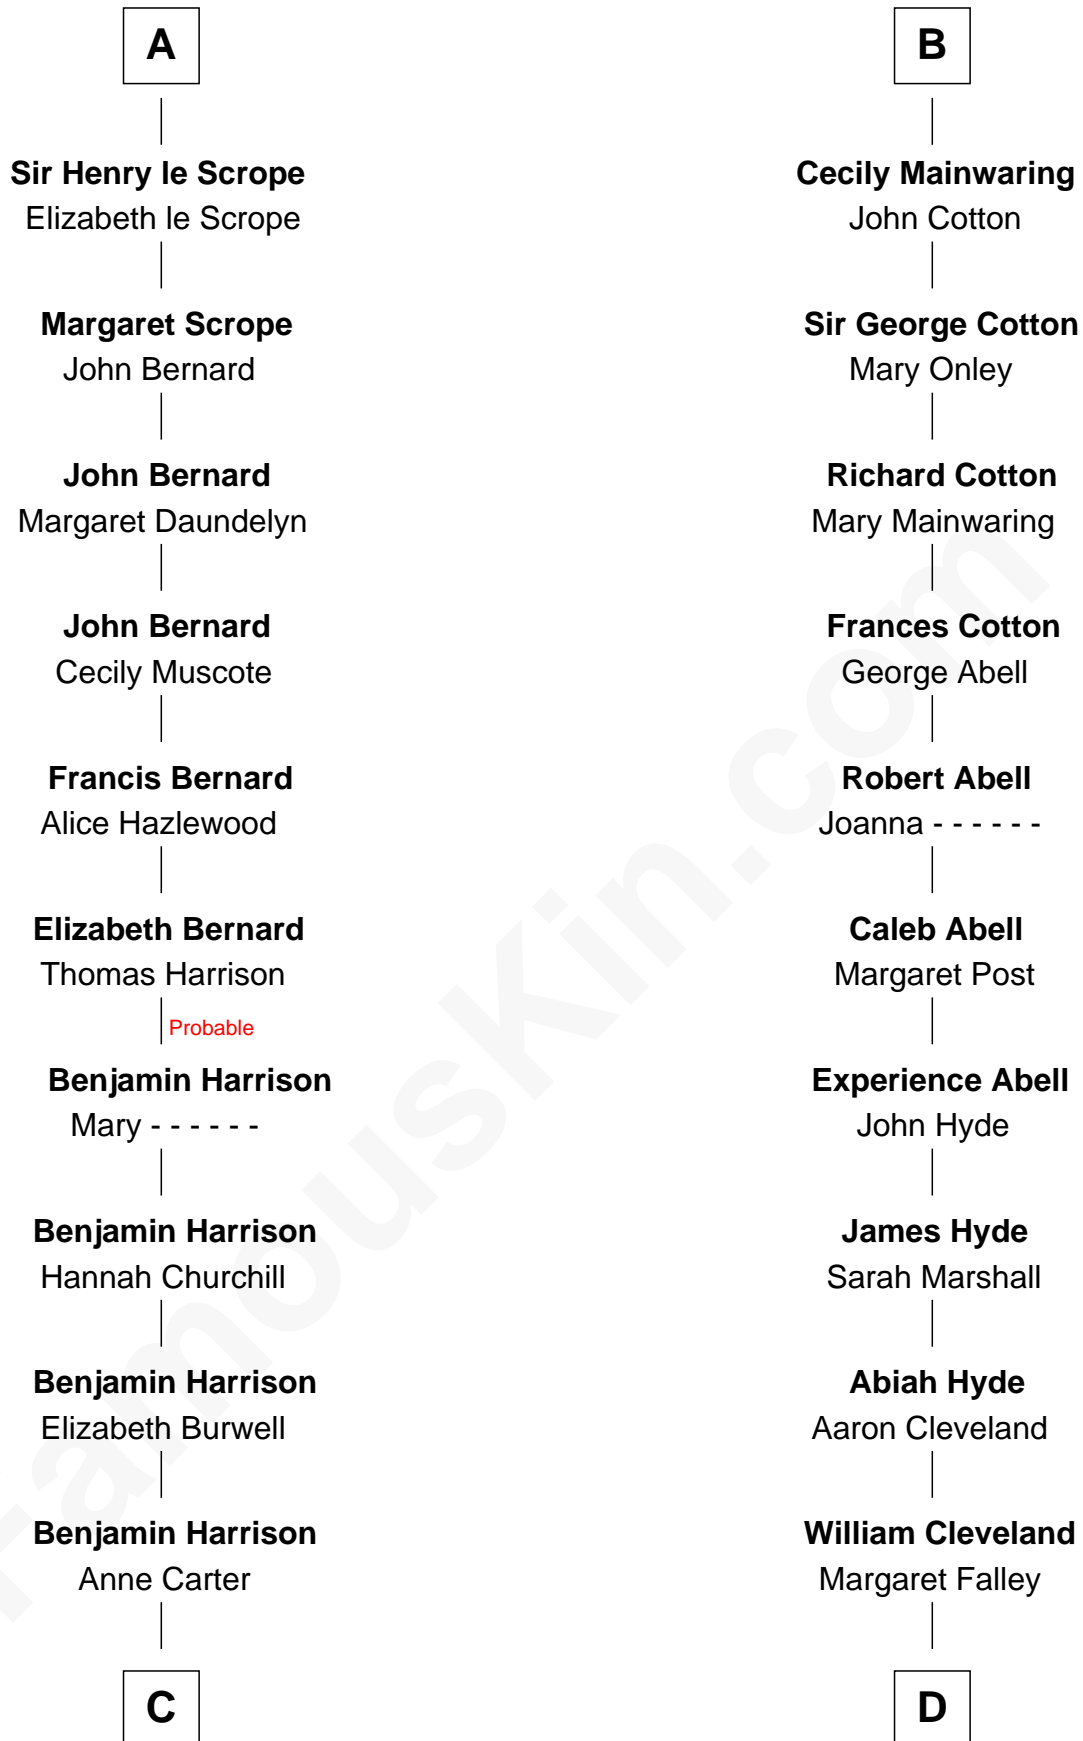 A
Sir Henry le Scrope
Elizabeth le Scrope
Margaret Scrope
John Bernard
John Bernard
Margaret Daundelyn
John Bernard
Cecily Muscote
Francis Bernard
Alice Hazlewood
Elizabeth Bernard
Thomas Harrison
Probable
Benjamin Harrison
Mary - - - - - -
Benjamin Harrison
Hannah Churchill
Benjamin Harrison
Elizabeth Burwell
Benjamin Harrison
Anne Carter
C
B
Cecily Mainwaring
John Cotton
Sir George Cotton
Mary Onley
Richard Cotton
Mary Mainwaring
Frances Cotton
George Abell
Robert Abell
Joanna - - - - - -
Caleb Abell
Margaret Post
Experience Abell
John Hyde
James Hyde
Sarah Marshall
Abiah Hyde
Aaron Cleveland
William Cleveland
Margaret Falley
D
FamousKin.com